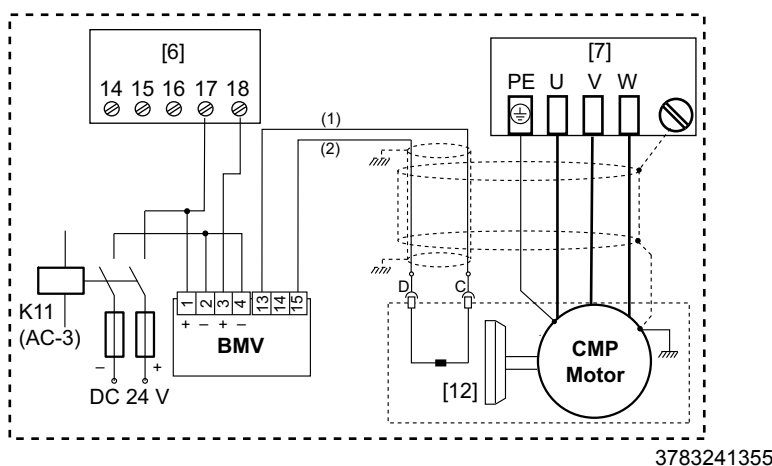 [6]
14 15 16 17 18
[7]
PE U V W
(1)
(2)
D C
K11
(AC-3)
1 2 3 4 13 14 15
+ – + –
BMV
– +
DC 24 V
[12]
CMP
Motor
3783241355